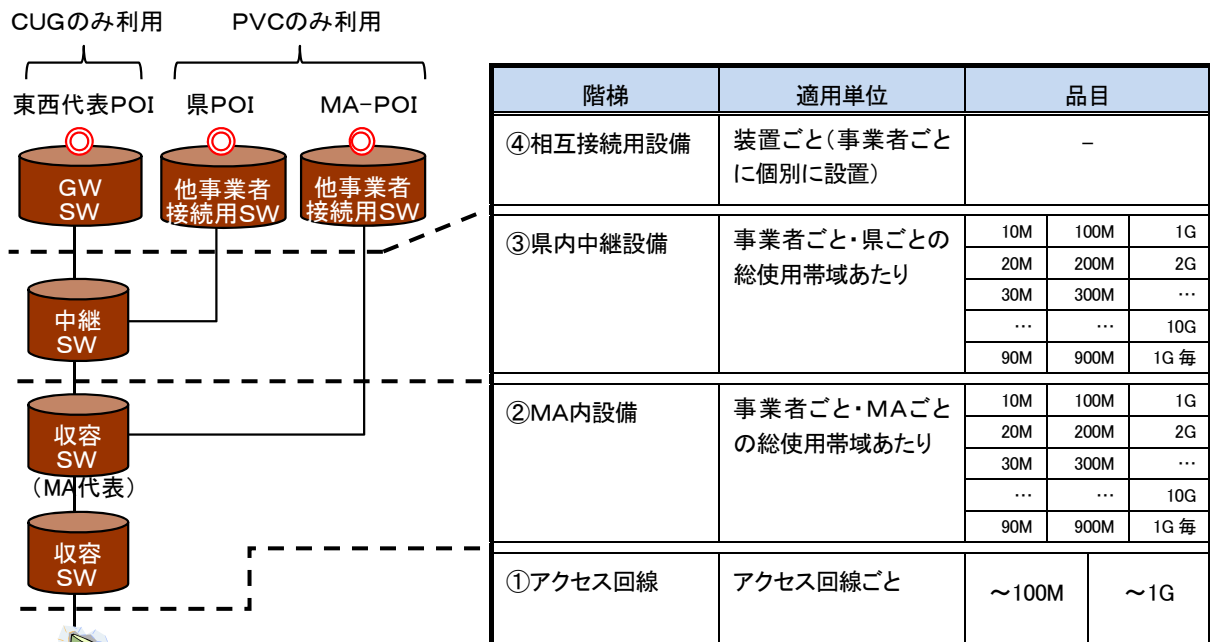 CUGのみ利用 PVCのみ利用
東西代表POI 県POI MA-POI
GW
SW
他事業者
接続用SW
他事業者
接続用SW
中継
SW
収容
SW
（MA代表）
収容
SW
階梯 適用単位 品目
④相互接続用設備 装置ごと（事業者ごと －
に個別に設置）
③県内中継設備 事業者ごと・県ごとの
総使用帯域あたり
10M 100M 1G
20M 200M 2G
30M 300M …
… … 10G
90M 900M 1G 毎
②MA内設備 事業者ごと・MAごと
の総使用帯域あたり
10M 100M 1G
20M 200M 2G
30M 300M …
… … 10G
90M 900M 1G 毎
①アクセス回線 アクセス回線ごと ～100M ～1G